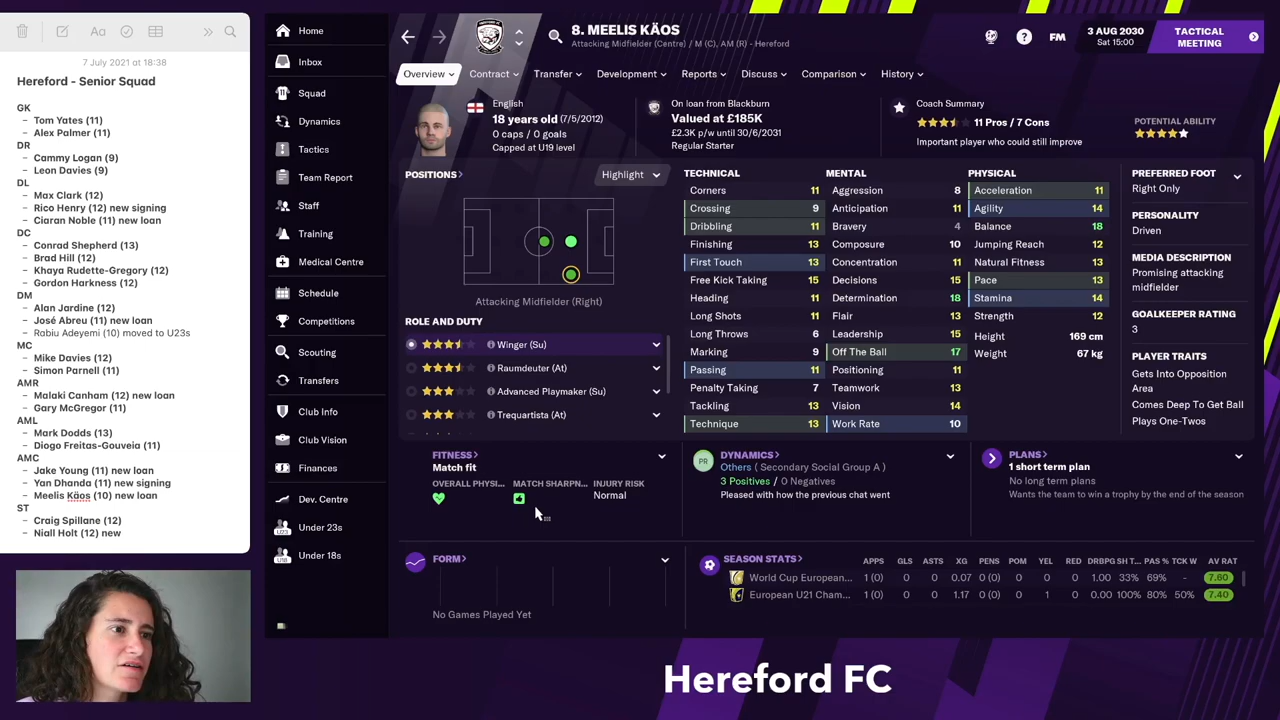 7 July 2021 at 18:38
Hereford - Senior Squad
GK
- Tom Yates (11)
- Alex Palmer (11)
DR
- Cammy Logan (9)
- Leon Davies (9)
DL
- Max Clark (12)
- Rico Henry (12) new signing
- Ciaran Noble (11) new loan
DC
- Conrad Shepherd (13)
- Brad Hill (12)
- Khaya Rudette-Gregory (12)
- Gordon Harkness (12)
DM
- Alan Jardine (12)
- José Abreu (11) new loan
- Rabiu Adeyemi (10) moved to U23s
MC
- Mike Davies (12)
- Simon Parnell (11)
AMR
- Malaki Canham (12) new loan
- Gary McGregor (11)
AML
- Mark Dodds (13)
- Diogo Freitas-Gouveia (11)
AMC
- Jake Young (11) new loan
- Yan Dhanda (11) new signing
- Meelis Käos (10) new loan
ST
- Craig Spillane (12)
- Niall Holt (12) new
Aa
Home
Inbox
Squad
Dynamics
Tactics
Team Report
Staff
Training
Medical Centre
Schedule
Competitions
Scouting
Transfers
Club Info
Club Vision
Finances
Dev. Centre
Under 23s
Under 18s
8. MEELIS KÄOS
Attacking Midfielder (Centre) / M (C), AM (R) - Hereford
FM
3 AUG 2030
Sat 15:00
TACTICAL MEETING
Overview Contract Transfer Development Reports Discuss Comparison History
English
18 years old (7/5/2012)
0 caps / 0 goals
Capped at U19 level
On loan from Blackburn
Valued at £185K
£2.3K p/w until 30/6/2031
Regular Starter
Coach Summary
11 Pros / 7 Cons
Important player who could still improve
POTENTIAL ABILITY
POSITIONS
Highlight
Attacking Midfielder (Right)
ROLE AND DUTY
Winger (Su)
Raumdeuter (At)
Advanced Playmaker (Su)
Trequartista (At)
TECHNICAL
Corners 11
Crossing 9
Dribbling 11
Finishing 13
First Touch 13
Free Kick Taking 15
Heading 11
Long Shots 11
Long Throws 6
Marking 9
Passing 11
Penalty Taking 7
Tackling 13
Technique 13
MENTAL
Aggression 8
Anticipation 11
Bravery 4
Composure 10
Concentration 11
Decisions 15
Determination 18
Flair 13
Leadership 15
Off The Ball 17
Positioning 11
Teamwork 13
Vision 14
Work Rate 10
PHYSICAL
Acceleration 11
Agility 14
Balance 18
Jumping Reach 12
Natural Fitness 13
Pace 13
Stamina 14
Strength 12
Height 169 cm
Weight 67 kg
PREFERRED FOOT
Right Only
PERSONALITY
Driven
MEDIA DESCRIPTION
Promising attacking
midfielder
GOALKEEPER RATING
3
PLAYER TRAITS
Gets Into Opposition
Area
Comes Deep To Get Ball
Plays One-Twos
FITNESS
Match fit
OVERALL PHYSI... MATCH SHARPN... INJURY RISK
Normal
DYNAMICS
PR
Others ( Secondary Social Group A )
3 Positives / 0 Negatives
Pleased with how the previous chat went
PLANS
1 short term plan
No long term plans
Wants the team to win a trophy by the end of the season
FORM
No Games Played Yet
SEASON STATS APPS GLS ASTS XG PENS POM YEL RED DRBPG SH T... PAS % TCK W AV RAT
World Cup European... 1 (0) 0 0 0.07 0 (0) 0 0 0 1.00 33% 69% - 7.60
European U21 Cham... 1 (0) 0 0 1.17 0 (0) 0 1 0 0.00 100% 80% 50% 7.40
Hereford FC